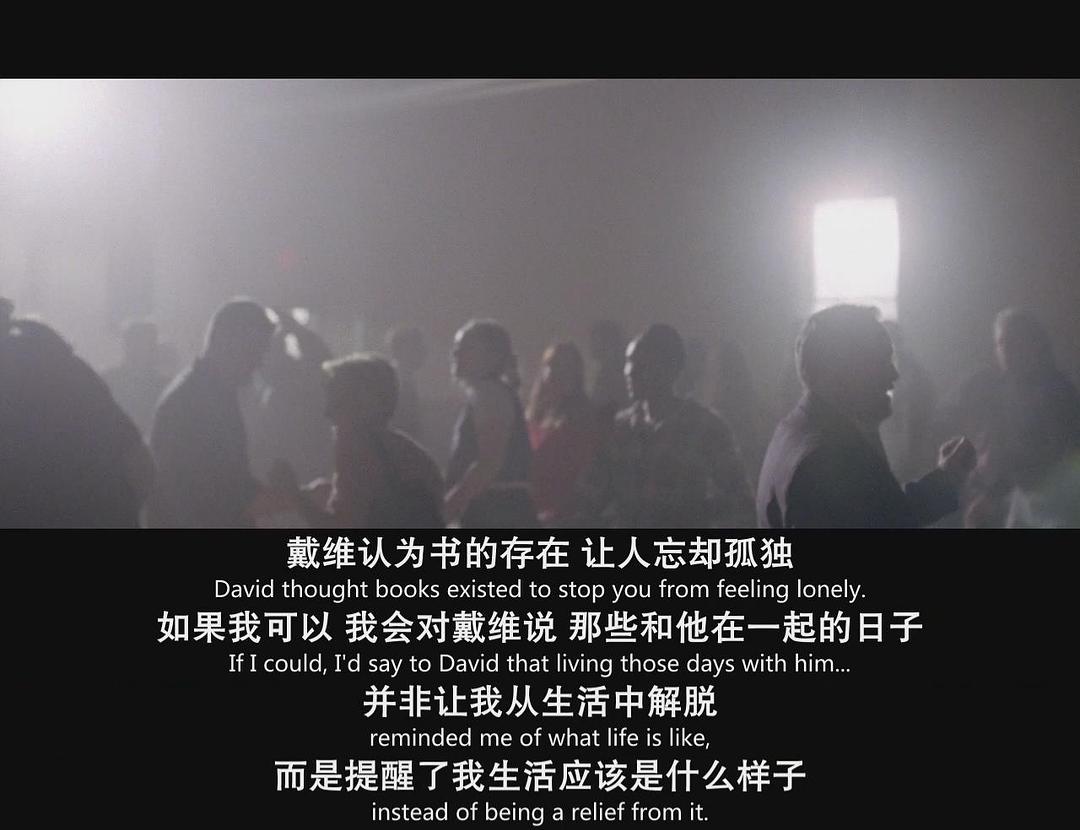 戴维认为书的存在 让人忘却孤独
David thought books existed to stop you from feeling lonely.
如果我可以 我会对戴维说 那些和他在一起的日子
If I could, I'd say to David that living those days with him...
并非让我从生活中解脱
reminded me of what life is like,
而是提醒了我生活应该是什么样子
instead of being a relief from it.